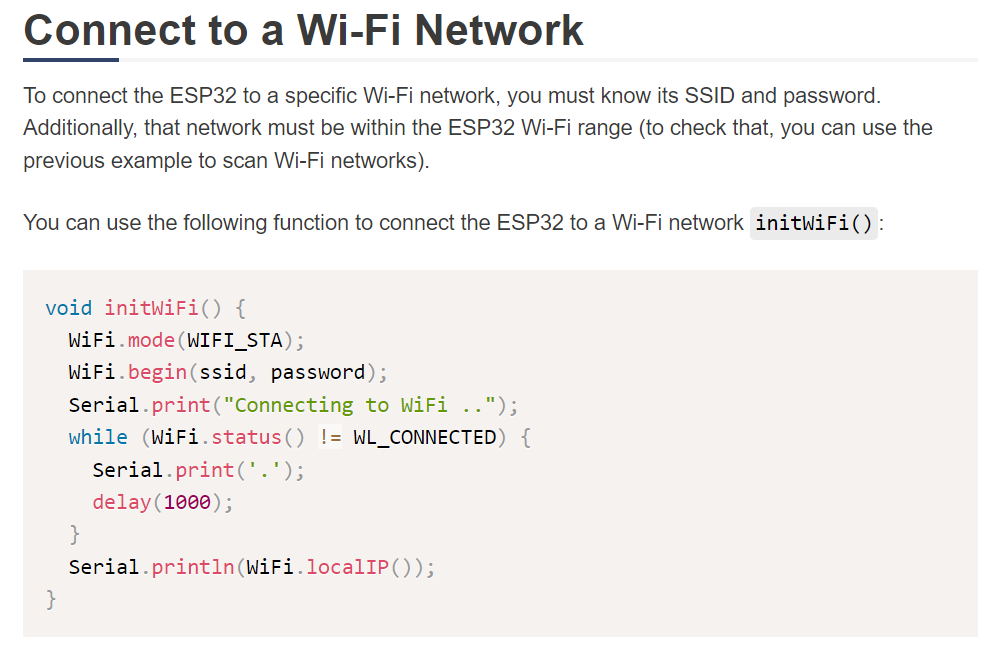 Connect to a Wi-Fi Network
To connect the ESP32 to a specific Wi-Fi network, you must know its SSID and password.
Additionally, that network must be within the ESP32 Wi-Fi range (to check that, you can use the
previous example to scan Wi-Fi networks).
You can use the following function to connect the ESP32 to a Wi-Fi network initWiFi():
void initWiFi() {
  WiFi.mode(WIFI_STA);
  WiFi.begin(ssid, password);
  Serial.print("Connecting to WiFi ..");
  while (WiFi.status() != WL_CONNECTED) {
    Serial.print('.');
    delay(1000);
  }
  Serial.println(WiFi.localIP());
}